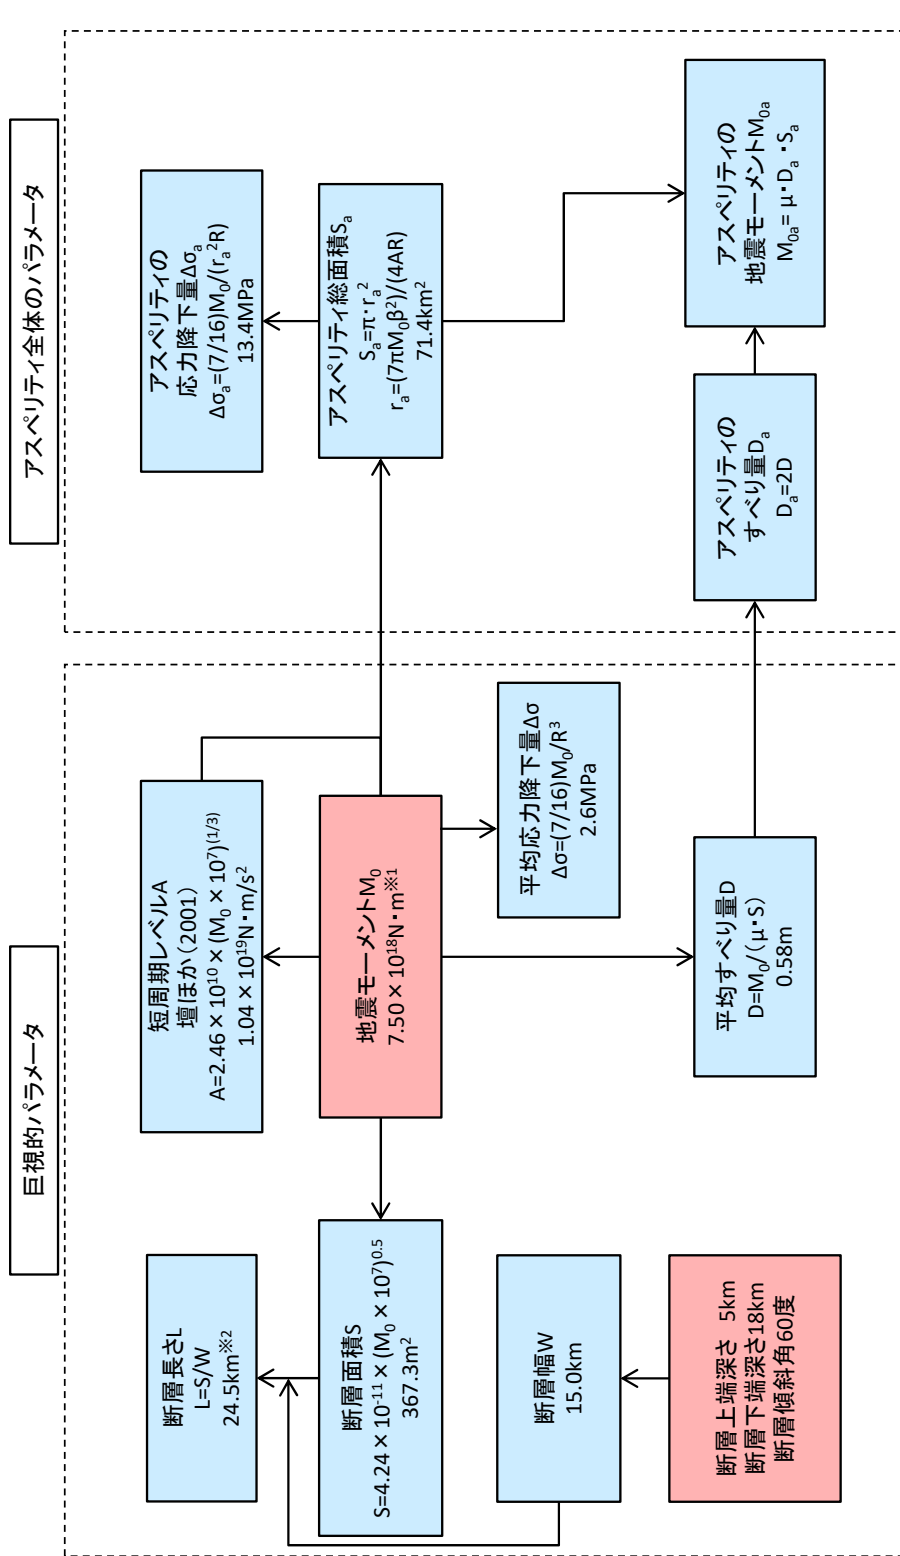 巨視的パラメータ
断層長さL
L=S/W
24.5km※2
断層面積S
S=4.24×10-11×(M0×107)0.5
367.3m2
断層幅W
15.0km
断層上端深さ 5km
断層下端深さ18km
断層傾斜角60度
短周期レベルA
壇ほか(2001)
A=2.46×1010×(M0×107)(1/3)
1.04×1019N・m/s2
地震モーメントM0
7.50×1018N・m※1
平均応力降下量Δσ
Δσ=(7/16)M0/R3
2.6MPa
平均すべり量D
D=M0/(μ・S)
0.58m
アスペリティ全体のパラメータ
アスペリティの
応力降下量Δσa
Δσa=(7/16)M0/(ra2R)
13.4MPa
アスペリティ総面積Sa
Sa=π・ra2
ra=(7πM0β2)/(4AR)
71.4km2
アスペリティの
すべり量Da
Da=2D
アスペリティの
地震モーメントM0a
M0a= μ・Da ・Sa